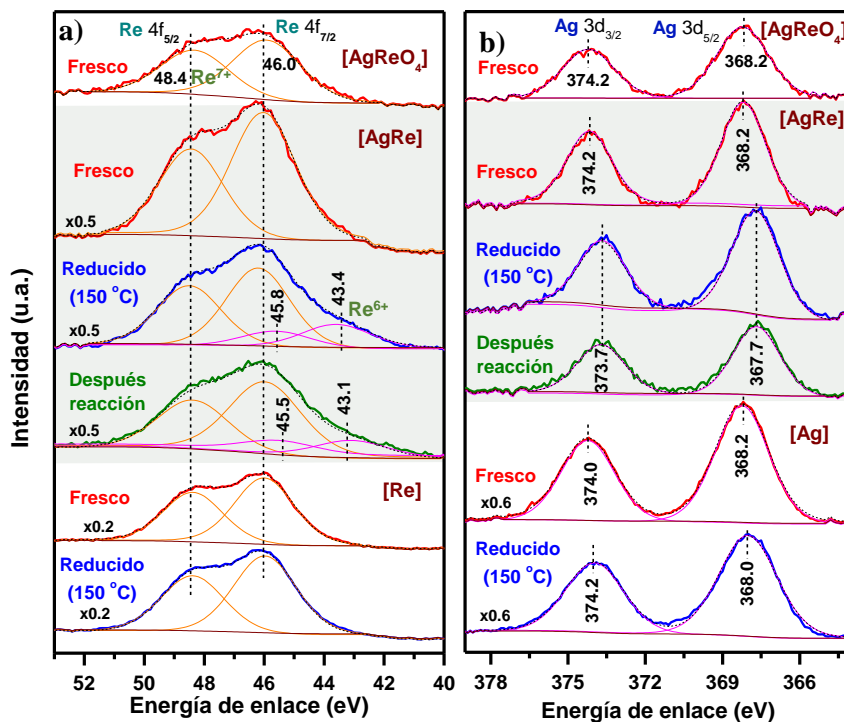 a)
Re 4f5/2
Re 4f7/2
[AgReO4]
Fresco
48.4
Re7+
46.0
[AgRe]
Fresco
x0.5
Reducido
(150 °C)
x0.5
45.8
43.4
Re6+
Después
reacción
x0.5
45.5
43.1
[Re]
Fresco
x0.2
Reducido
(150 °C)
x0.2
52 50 48 46 44 42 40
Energía de enlace (eV)
Intensidad (u.a.)
b)
Ag 3d3/2
Ag 3d5/2
[AgReO4]
Fresco
374.2
368.2
[AgRe]
Fresco
374.2
368.2
Reducido
(150 °C)
Después
reacción
373.7
367.7
[Ag]
Fresco
x0.6
374.0
368.2
Reducido
(150 °C)
x0.6
374.2
368.0
378 375 372 369 366
Energía de enlace (eV)